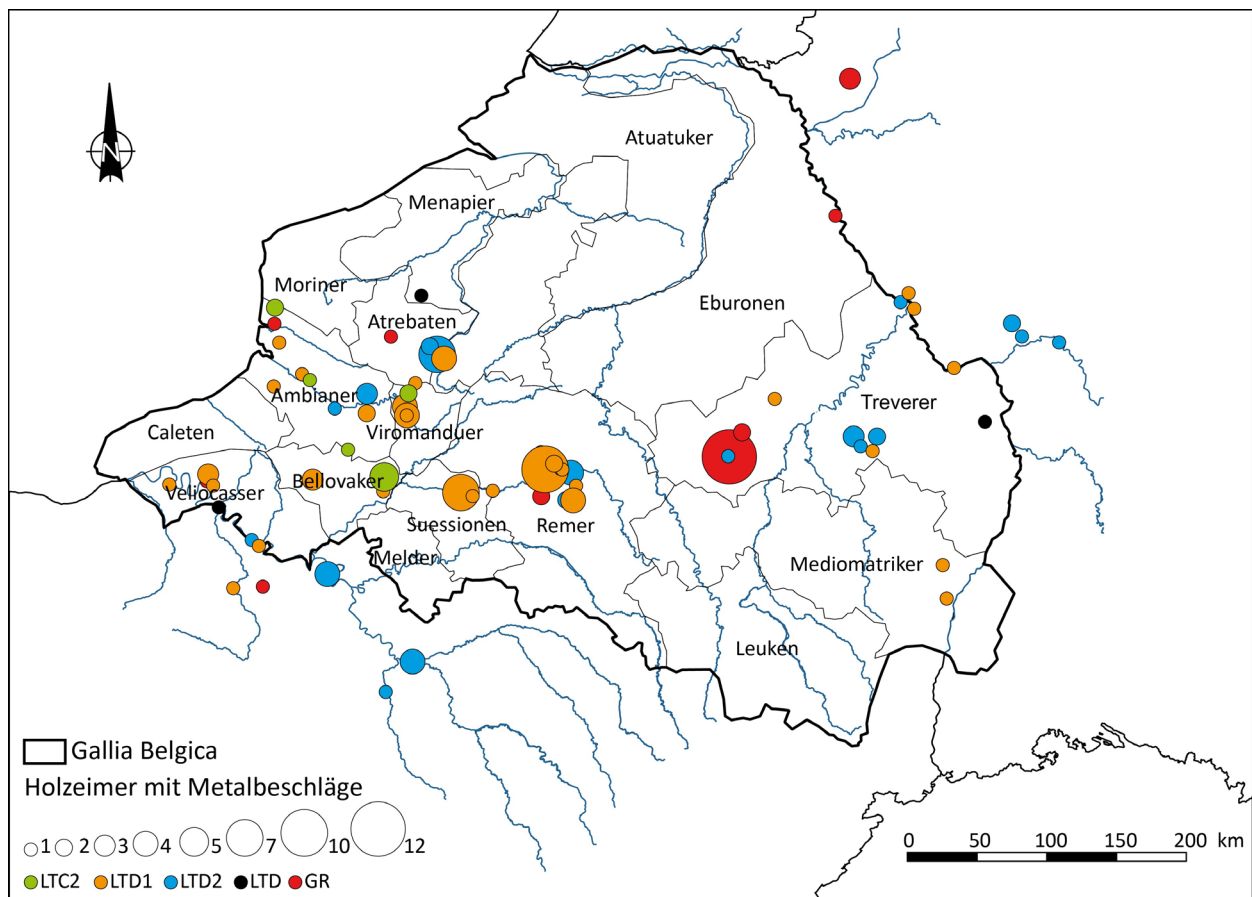 N
Atuatuker
Menapier
Moriner
Eburonen
Atrebaten
Ambianer
Treverer
Caleten
Viromanduer
Bellovaker
Veliocasser
Suessionen
Remer
Melder
Mediomatriker
Leuken
Gallia Belgica
Holzeimer mit Metalbeschläge
1 2 3 4 5 7 10 12
LTC2 LTD1 LTD2 LTD GR
0 50 100 150 200 km